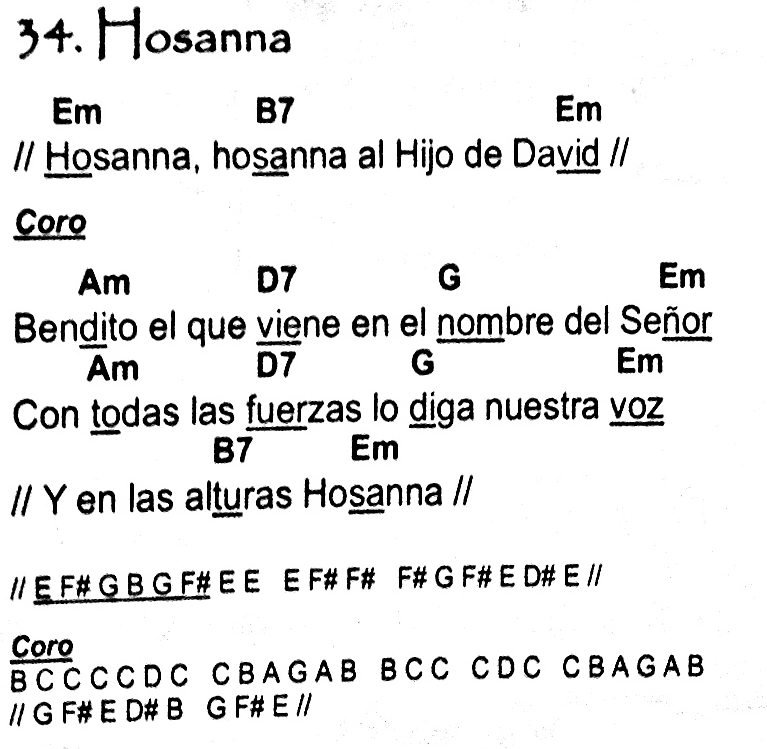 34. Hosanna
Em B7 Em
// Hosanna, hosanna al Hijo de David //
Coro
Am D7 G Em
Bendito el que viene en el nombre del Señor
Am D7 G Em
Con todas las fuerzas lo diga nuestra voz
B7 Em
// Y en las alturas Hosanna //
// E F# G B G F# E E E F# F# F# G F# E D# E //
Coro
B C C C C D C C B A G A B B C C C D C C B A G A B
// G F# E D# B G F# E //